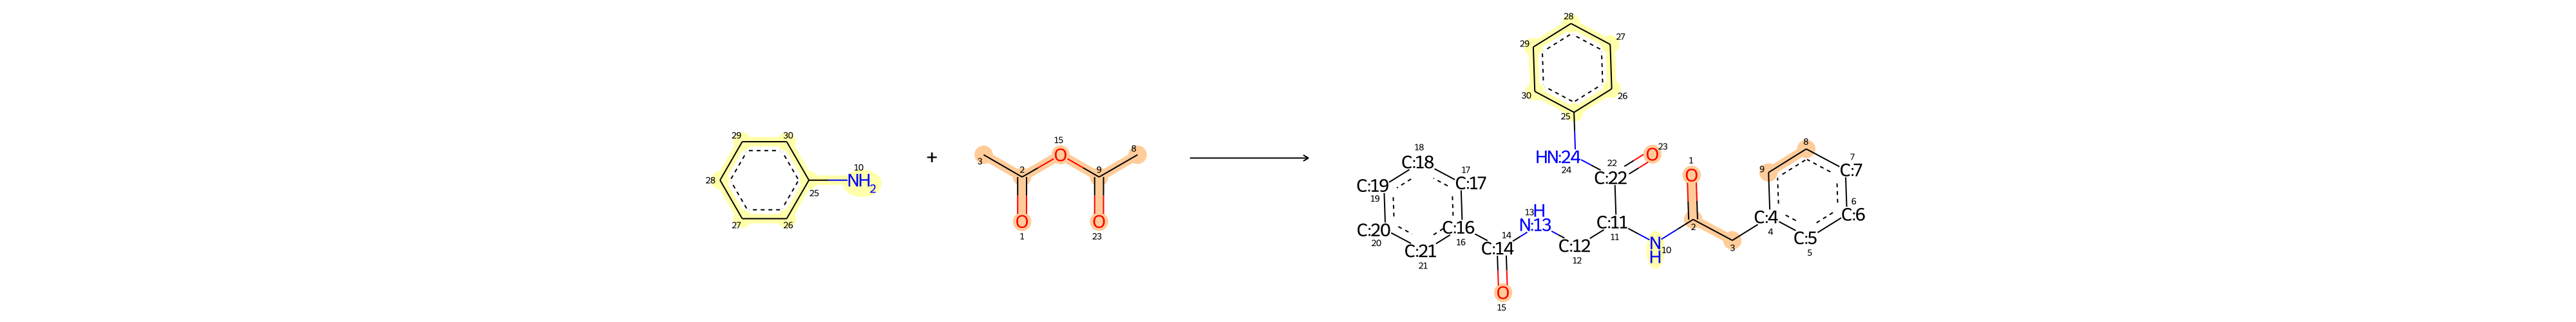 28
29 27
30 26
25
29 30 10 15 HN:24 O 23
28 NH2 + 3 2 O 9 8 24 22 1 8
25 18 C:22 O 7
27 26 O O C:18 17 9 C:7
1 23 C:19 C:17 13 H C:11 C:4 6
19 N:13 11 2 4 C:6
C:20 C:16 14 N 10 3 C:5
20 C:21 16 C:14 C:12 H 5
21 12
O
15